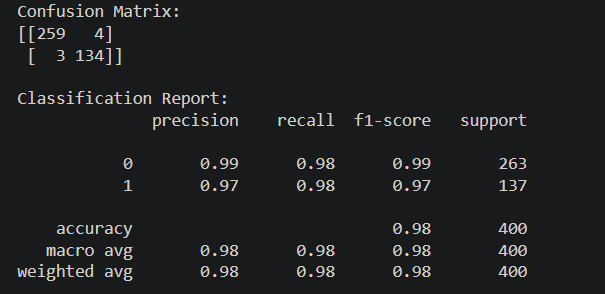 Confusion Matrix:
[[259   4]
 [  3 134]]
Classification Report:
              precision    recall  f1-score   support
           0       0.99      0.98      0.99       263
           1       0.97      0.98      0.97       137
    accuracy                           0.98       400
   macro avg       0.98      0.98      0.98       400
weighted avg       0.98      0.98      0.98       400